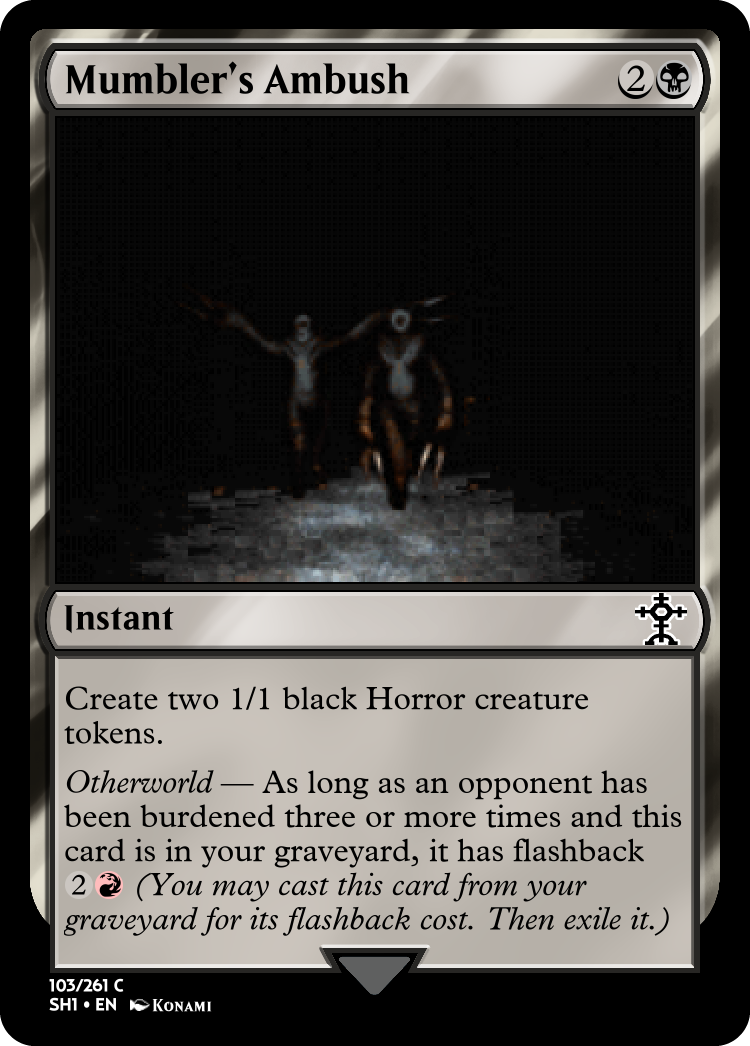 Mumbler's Ambush 2
Instant
Create two 1/1 black Horror creature
tokens.
Otherworld — As long as an opponent has
been burdened three or more times and this
card is in your graveyard, it has flashback
2 (You may cast this card from your
graveyard for its flashback cost. Then exile it.)
103/261 C
SH1 • EN KONAMI